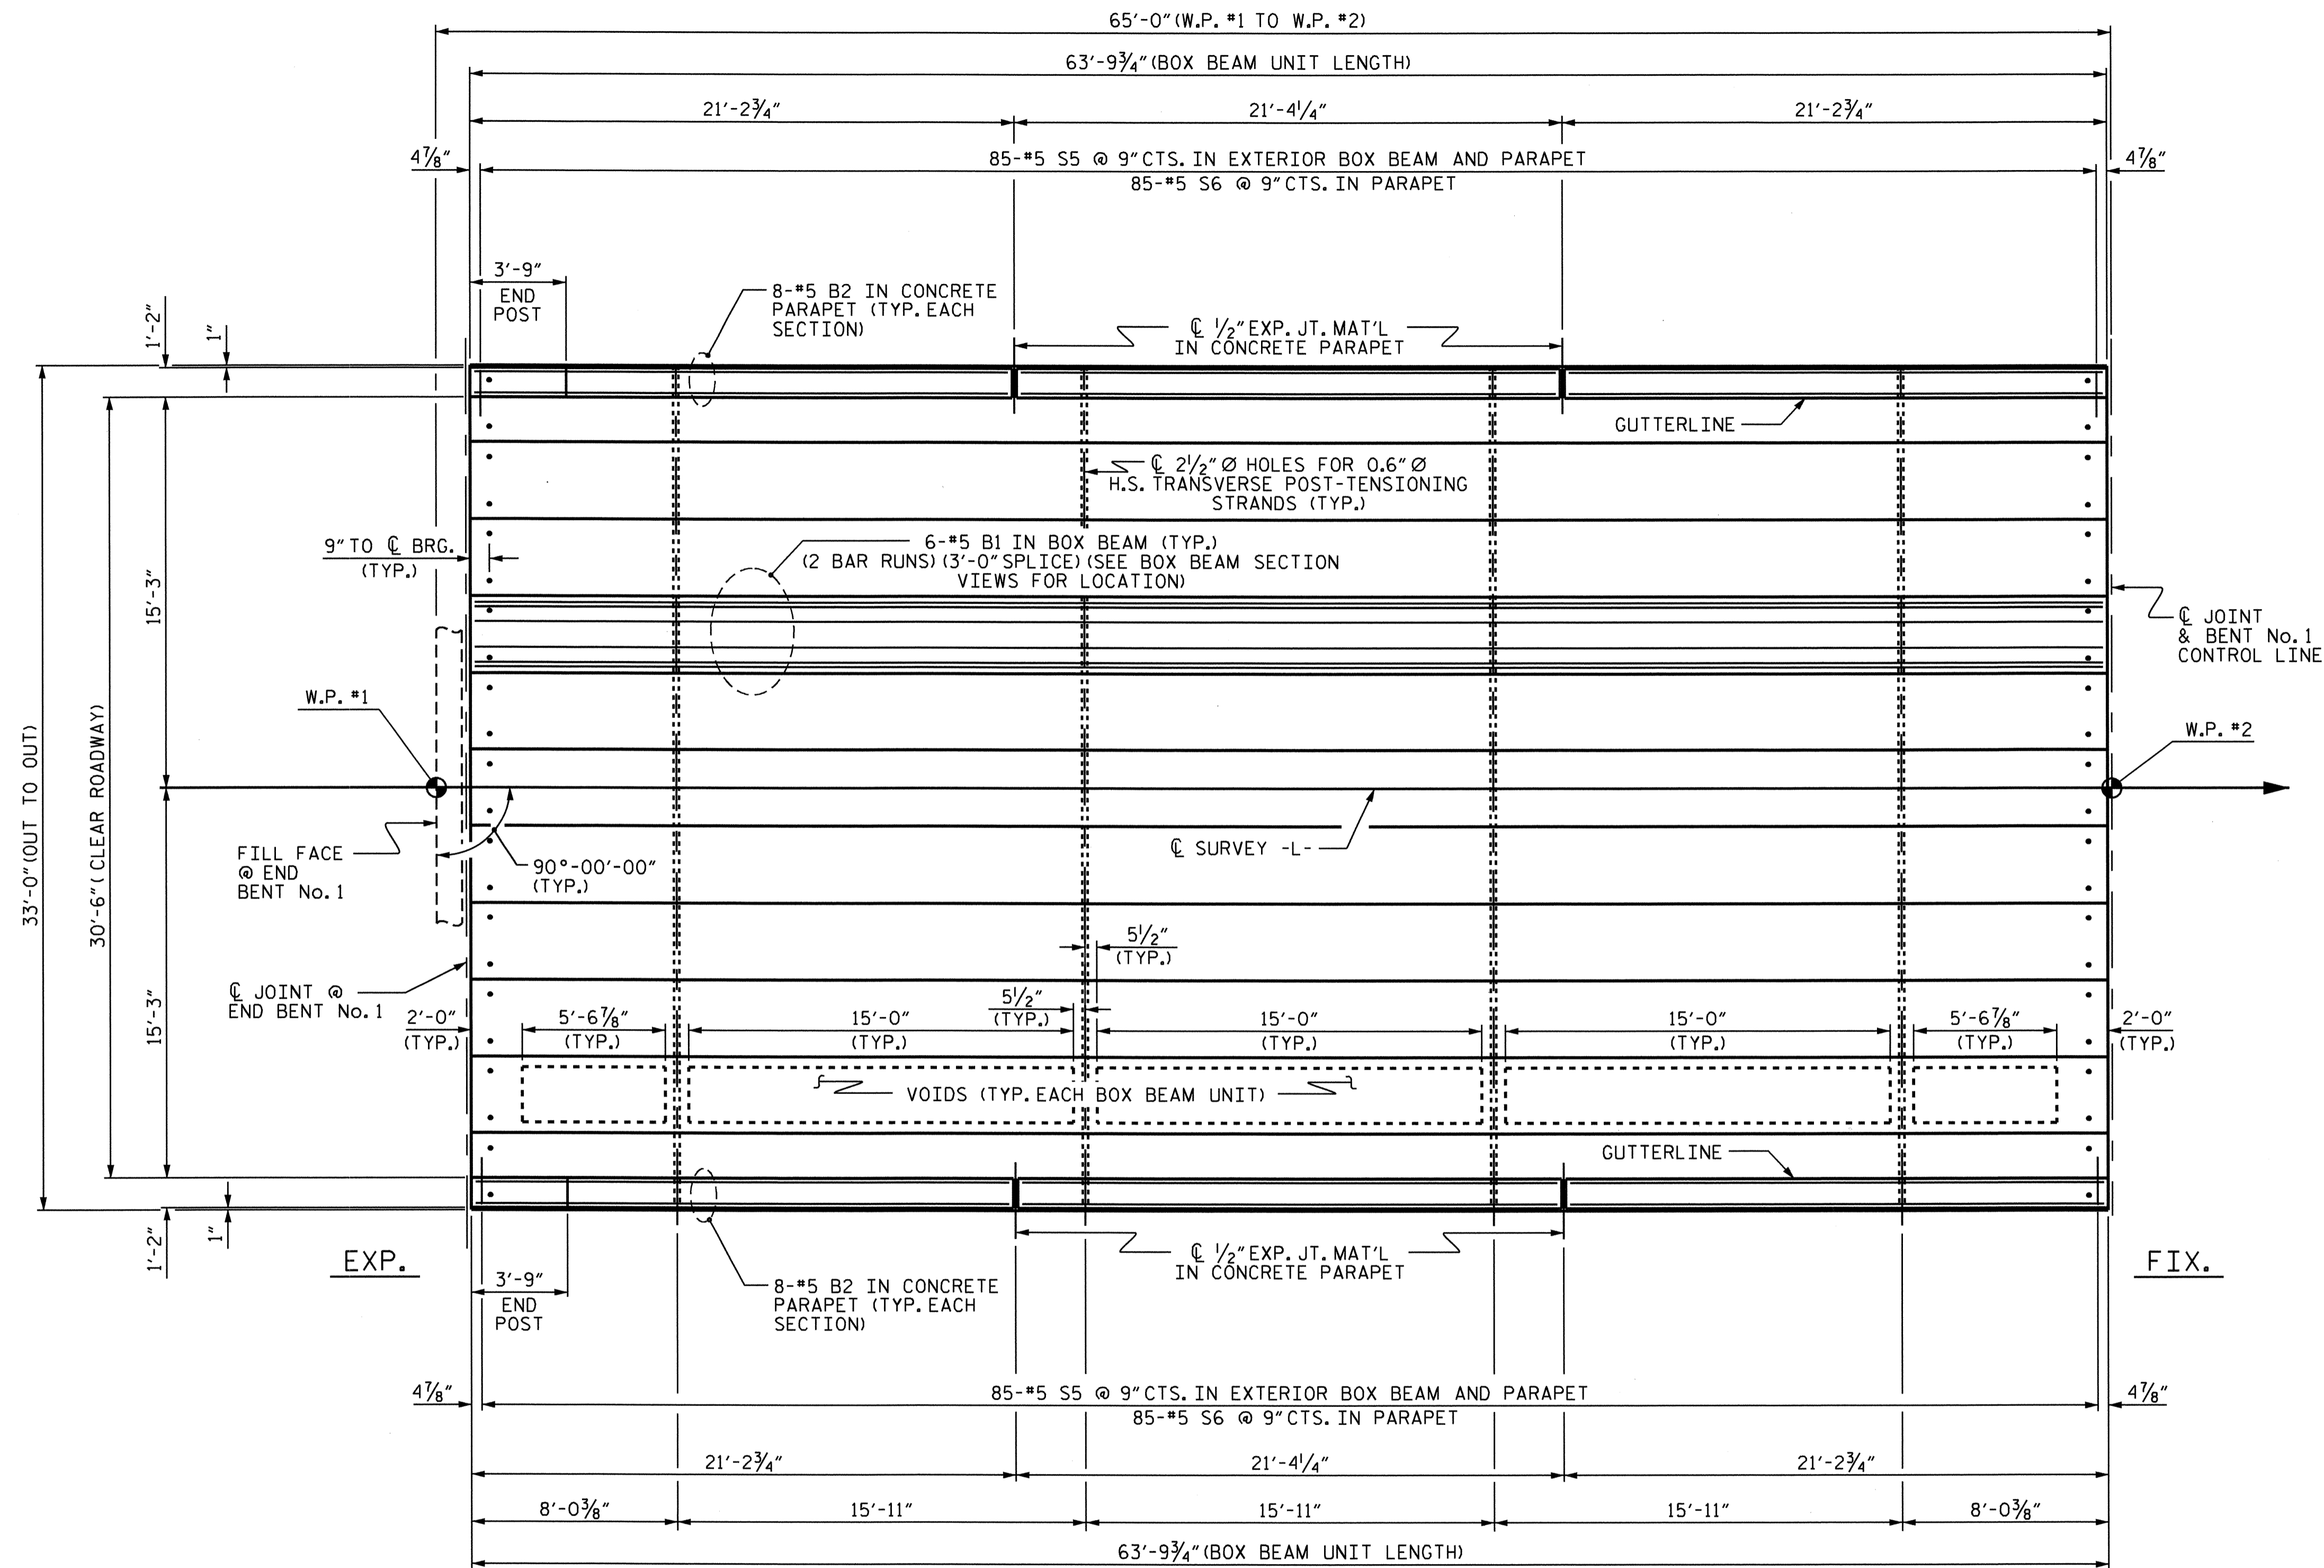 65'-0" (W.P. #1 TO W.P. #2)
63'-9¾" (BOX BEAM UNIT LENGTH)
21'-2¾"
21'-4¼"
21'-2¾"
4⅞"
85-#5 S5 @ 9" CTS. IN EXTERIOR BOX BEAM AND PARAPET
4⅞"
85-#5 S6 @ 9" CTS. IN PARAPET
3'-9"
END
POST
8-#5 B2 IN CONCRETE
PARAPET (TYP. EACH
SECTION)
1'-2"
1"
℄ ½" EXP. JT. MAT'L
IN CONCRETE PARAPET
GUTTERLINE
℄ 2½" Ø HOLES FOR 0.6" Ø
H.S. TRANSVERSE POST-TENSIONING
STRANDS (TYP.)
9" TO ℄ BRG.
(TYP.)
6-#5 B1 IN BOX BEAM (TYP.)
(2 BAR RUNS) (3'-0" SPLICE) (SEE BOX BEAM SECTION
VIEWS FOR LOCATION)
15'-3"
℄ JOINT
& BENT No. 1
CONTROL LINE
W.P. #1
W.P. #2
33'-0" (OUT TO OUT)
30'-6" (CLEAR ROADWAY)
FILL FACE
@ END
BENT No. 1
90°-00'-00"
(TYP.)
℄ SURVEY -L-
5½"
(TYP.)
℄ JOINT @
END BENT No. 1
15'-3"
2'-0"
(TYP.)
5'-6⅞"
(TYP.)
15'-0"
(TYP.)
5½"
(TYP.)
15'-0"
(TYP.)
15'-0"
(TYP.)
5'-6⅞"
(TYP.)
2'-0"
(TYP.)
VOIDS (TYP. EACH BOX BEAM UNIT)
GUTTERLINE
1'-2"
1"
EXP.
℄ ½" EXP. JT. MAT'L
IN CONCRETE PARAPET
FIX.
3'-9"
END
POST
8-#5 B2 IN CONCRETE
PARAPET (TYP. EACH
SECTION)
4⅞"
85-#5 S5 @ 9" CTS. IN EXTERIOR BOX BEAM AND PARAPET
4⅞"
85-#5 S6 @ 9" CTS. IN PARAPET
21'-2¾"
21'-4¼"
21'-2¾"
8'-0⅜"
15'-11"
15'-11"
15'-11"
8'-0⅜"
63'-9¾" (BOX BEAM UNIT LENGTH)